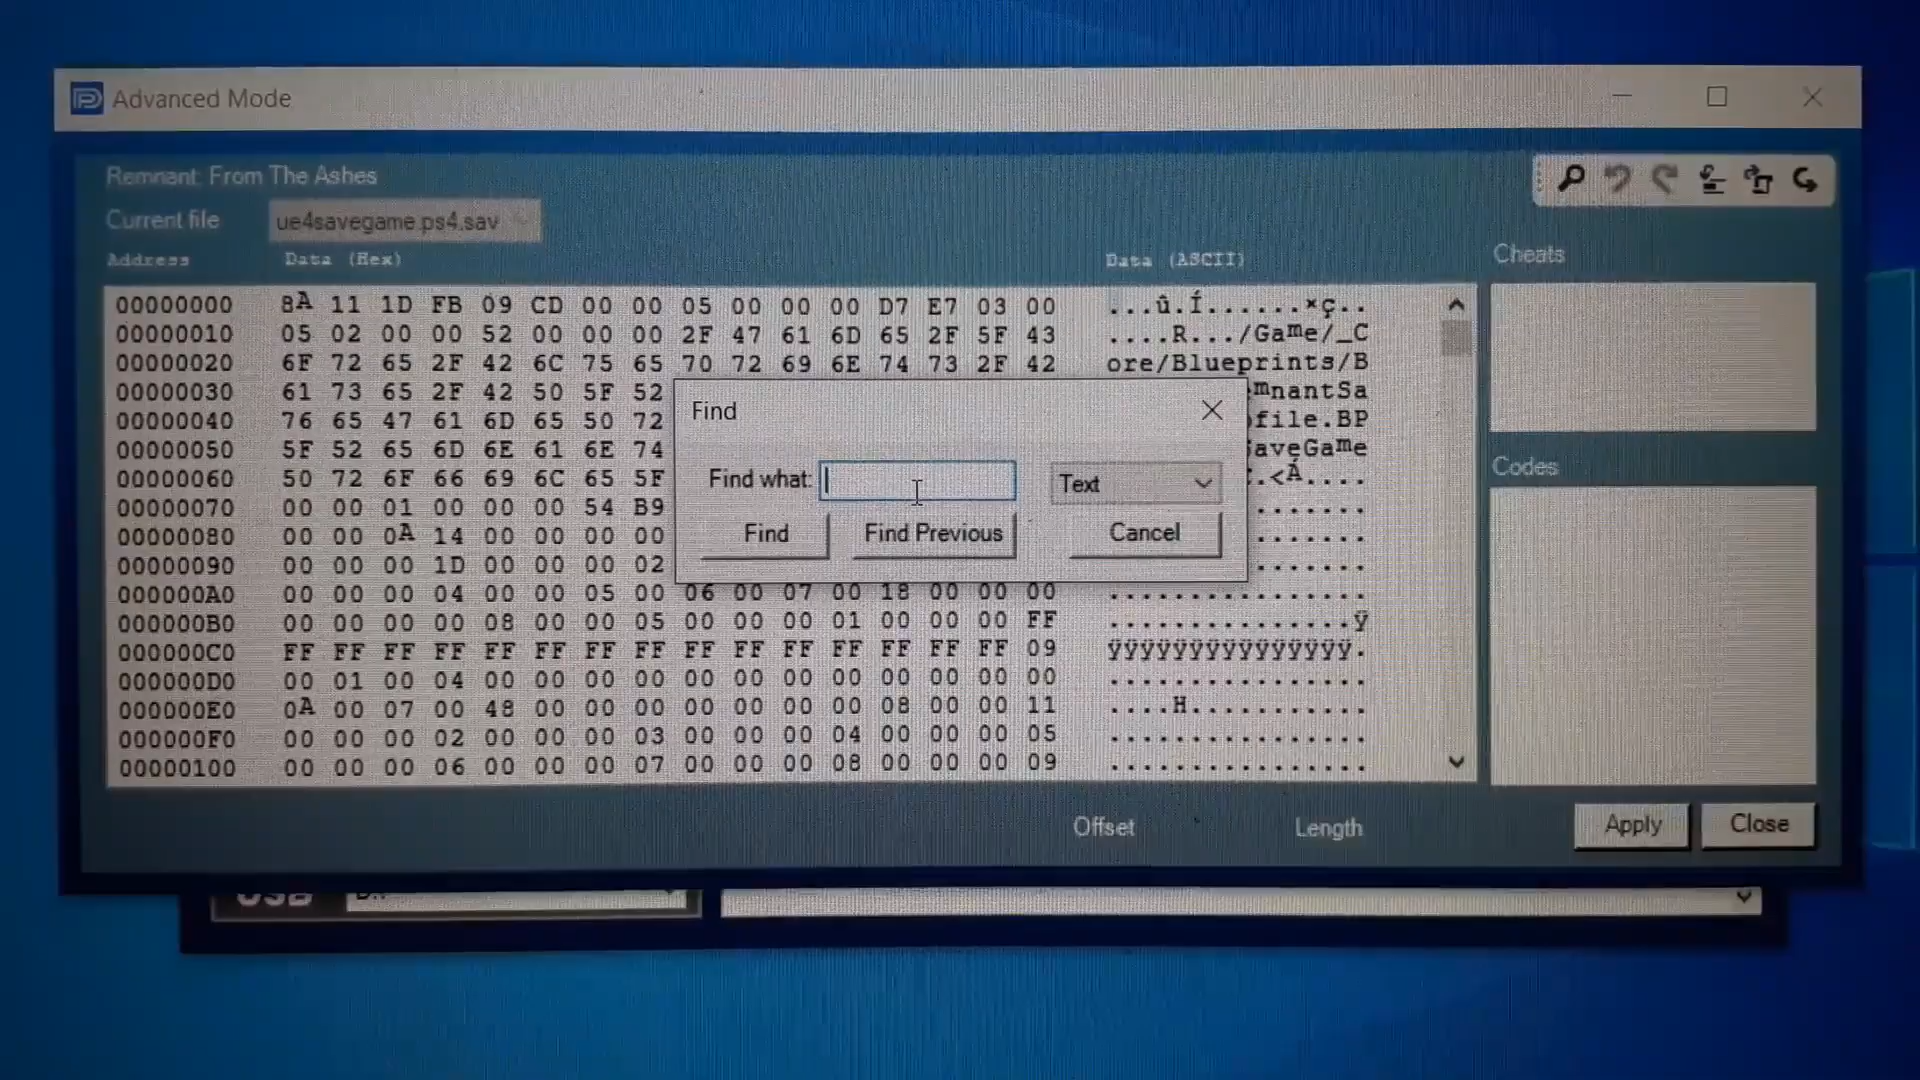 Advanced Mode
Remnant: From The Ashes
Current file ue4savegame.ps4.sav
Address Data (Hex) Data (ASCII) Cheats
00000000 8A 11 1D FB 09 CD 00 00 05 00 00 00 D7 E7 03 00 ...û.Í......×ç..
00000010 05 02 00 00 52 00 00 00 2F 47 61 6D 65 2F 5F 43 ....R.../Game/_C
00000020 6F 72 65 2F 42 6C 75 65 70 72 69 6E 74 73 2F 42 ore/Blueprints/B
00000030 61 73 65 2F 42 50 5F 52 mnantSa
00000040 76 65 47 61 6D 65 50 72 file.BP
00000050 5F 52 65 6D 6E 61 6E 74 SaveGame
00000060 50 72 6F 66 69 6C 65 5F .<Á....
00000070 00 00 01 00 00 00 54 B9 .......
00000080 00 00 0A 14 00 00 00 00 .......
00000090 00 00 00 1D 00 00 00 02 .......
000000A0 00 00 00 04 00 00 05 00 06 00 07 00 18 00 00 00 ................
000000B0 00 00 00 00 08 00 00 05 00 00 00 01 00 00 00 FF ...............ÿ
000000C0 FF FF FF FF FF FF FF FF FF FF FF FF FF FF FF 09 ÿÿÿÿÿÿÿÿÿÿÿÿÿÿÿ.
000000D0 00 01 00 04 00 00 00 00 00 00 00 00 00 00 00 00 ................
000000E0 0A 00 07 00 48 00 00 00 00 00 00 00 08 00 00 11 ....H...........
000000F0 00 00 00 02 00 00 00 03 00 00 00 04 00 00 00 05 ................
00000100 00 00 00 06 00 00 00 07 00 00 00 08 00 00 00 09 ................
Find
Find what: Text
Find Find Previous Cancel
Codes
Offset Length Apply Close
USB